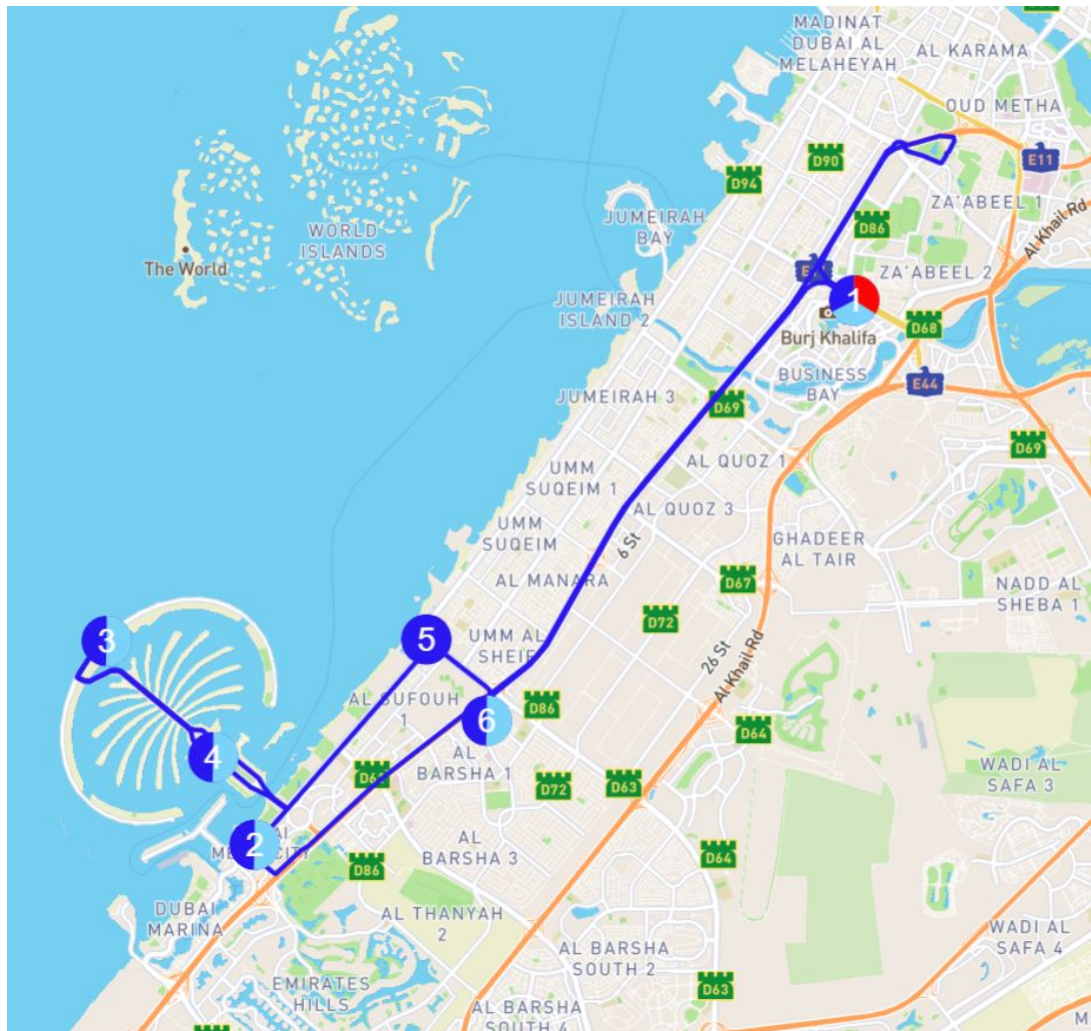 MADINAT
DUBAI AL
MELAHEYAH
AL KARAMA
OUD METHA
D90
E11
D94
ZA'ABEEL 1
JUMEIRAH
BAY
D86
WORLD
ISLANDS
The World
Al Khail Rd
ZA'ABEEL 2
1
JUMEIRAH
ISLAND 2
D68
Burj Khalifa
BUSINESS
BAY
E44
JUMEIRAH 3
D69
D69
AL QUOZ 1
UMM
SUQEIM 1
AL QUOZ 3
UMM
SUQEIM
6 St
GHADEER
AL TAIR
AL MANARA
D67
NADD AL
SHEBA 1
D72
3
5
UMM AL
26 St
Al Khail Rd
AL SUFOUH
1
D86
6
D64
4
AL
BARSHA 1
D72
D63
WADI AL
SAFA 3
2
AL
BARSHA 3
D64
D86
DUBAI
MARINA
AL THANYAH
2
WADI AL
SAFA 4
AL BARSHA
SOUTH 2
EMIRATES
HILLS
D63
AL BARSHA
SOUTH 4